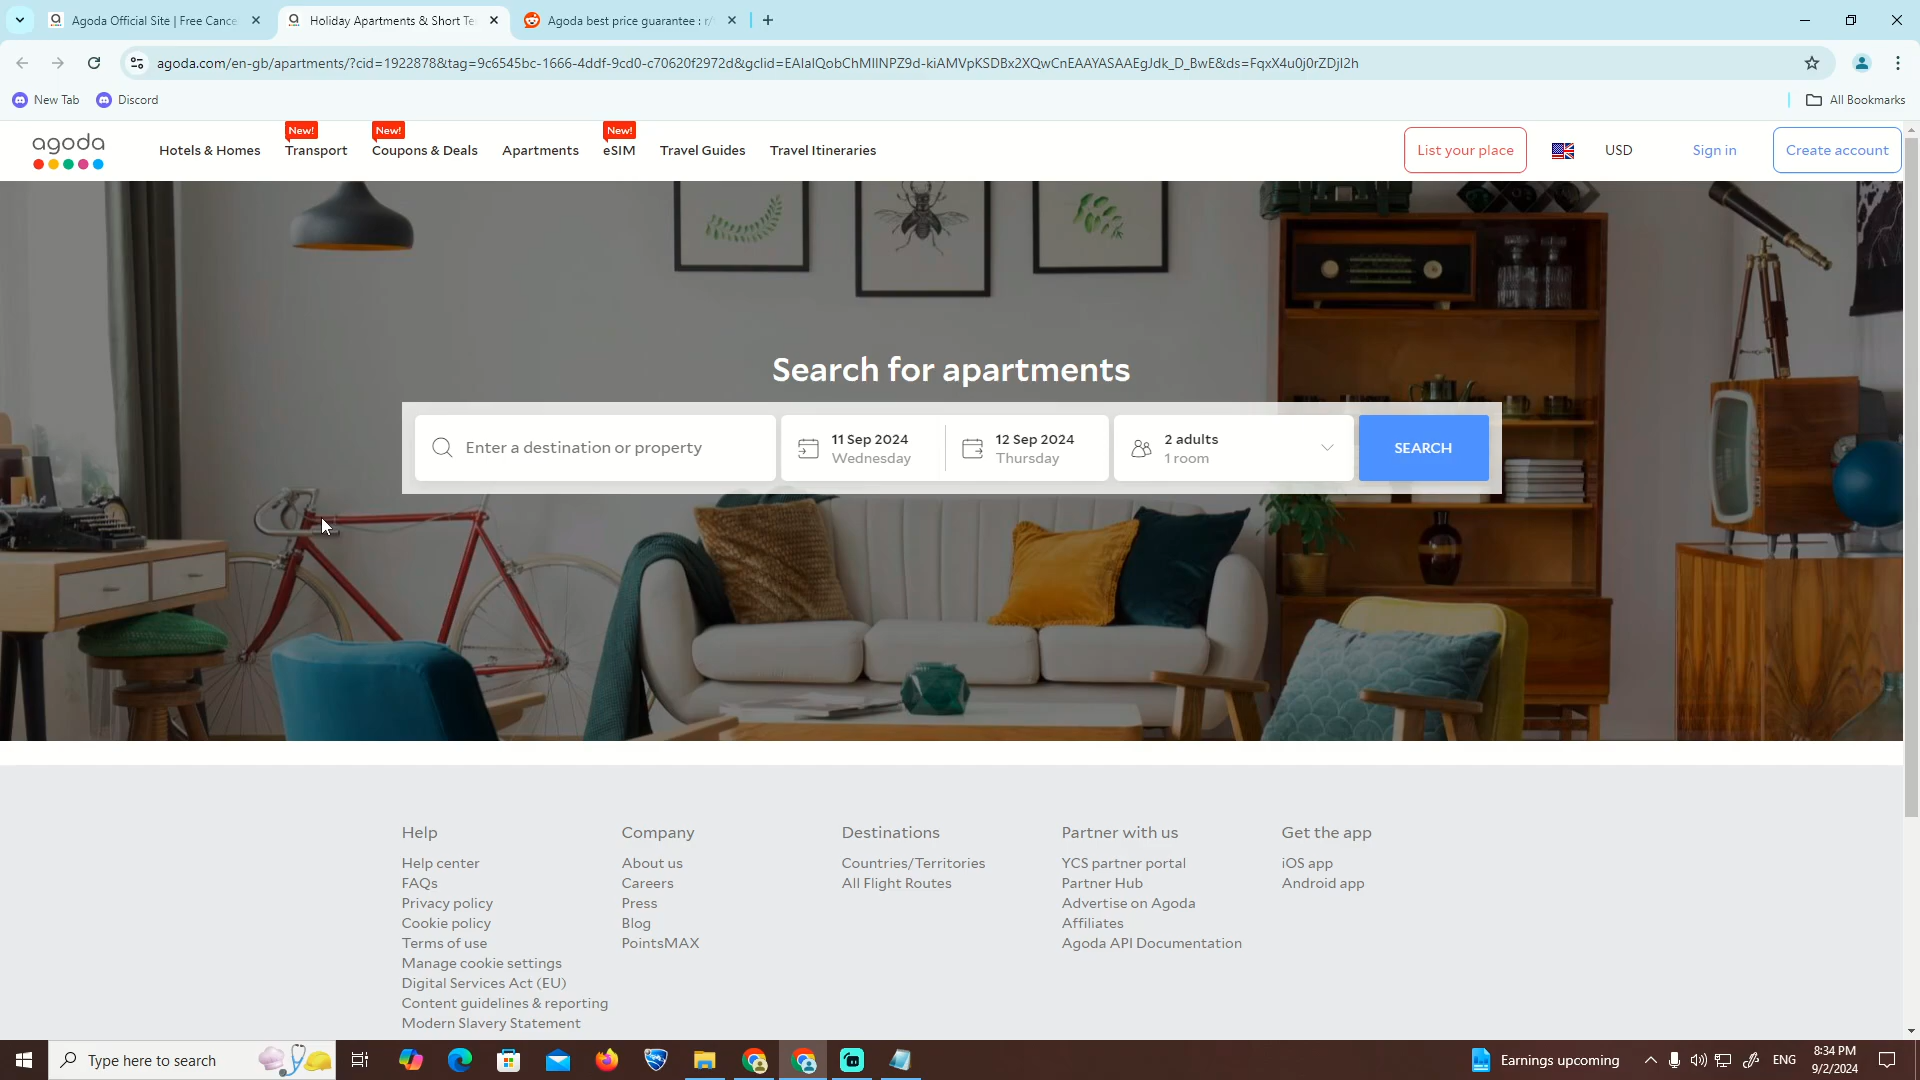 Agoda Official Site | Free Cance
Holiday Apartments & Short Te
Agoda best price guarantee : r/
agoda.com/en-gb/apartments/?cid=1922878&tag=9c6545bc-1666-4ddf-9cd0-c70620f2972d&gclid=EAIaIQobChMIlNPZ9d-kiAMVpKSDBx2XQwCnEAAYASAAEgJdk_D_BwE&ds=FqxX4u0j0rZDjI2h
New Tab
Discord
All Bookmarks
agoda
Hotels & Homes
New!
Transport
New!
Coupons & Deals
Apartments
New!
eSIM
Travel Guides
Travel Itineraries
List your place
USD
Sign in
Create account
Search for apartments
Enter a destination or property
11 Sep 2024
Wednesday
12 Sep 2024
Thursday
2 adults
1 room
SEARCH
Help
Help center
FAQs
Privacy policy
Cookie policy
Terms of use
Manage cookie settings
Digital Services Act (EU)
Content guidelines & reporting
Modern Slavery Statement
Company
About us
Careers
Press
Blog
PointsMAX
Destinations
Countries/Territories
All Flight Routes
Partner with us
YCS partner portal
Partner Hub
Advertise on Agoda
Affiliates
Agoda API Documentation
Get the app
iOS app
Android app
Type here to search
Earnings upcoming
ENG
8:34 PM
9/2/2024